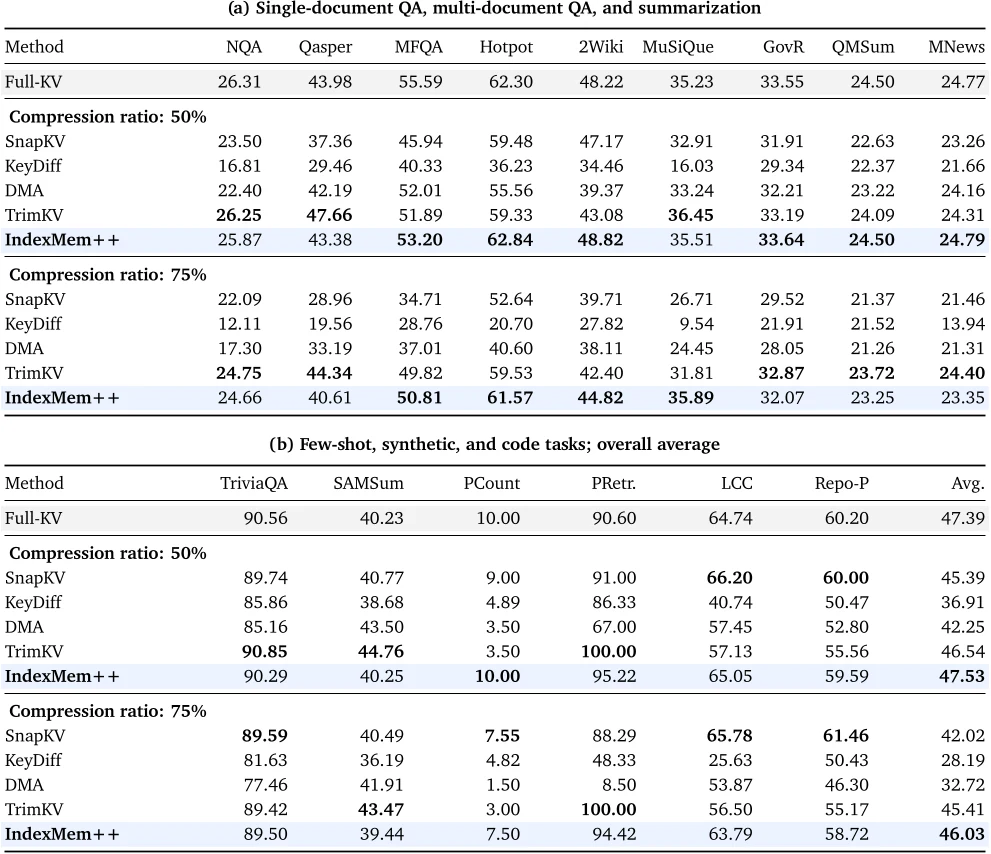 (a) Single-document QA, multi-document QA, and summarization
Method NQA Qasper MFQA Hotpot 2Wiki MuSiQue GovR QMSum MNews
Full-KV 26.31 43.98 55.59 62.30 48.22 35.23 33.55 24.50 24.77
Compression ratio: 50%
SnapKV 23.50 37.36 45.94 59.48 47.17 32.91 31.91 22.63 23.26
KeyDiff 16.81 29.46 40.33 36.23 34.46 16.03 29.34 22.37 21.66
DMA 22.40 42.19 52.01 55.56 39.37 33.24 32.21 23.22 24.16
TrimKV 26.25 47.66 51.89 59.33 43.08 36.45 33.19 24.09 24.31
IndexMem++ 25.87 43.38 53.20 62.84 48.82 35.51 33.64 24.50 24.79
Compression ratio: 75%
SnapKV 22.09 28.96 34.71 52.64 39.71 26.71 29.52 21.37 21.46
KeyDiff 12.11 19.56 28.76 20.70 27.82 9.54 21.91 21.52 13.94
DMA 17.30 33.19 37.01 40.60 38.11 24.45 28.05 21.26 21.31
TrimKV 24.75 44.34 49.82 59.53 42.40 31.81 32.87 23.72 24.40
IndexMem++ 24.66 40.61 50.81 61.57 44.82 35.89 32.07 23.25 23.35
(b) Few-shot, synthetic, and code tasks; overall average
Method TriviaQA SAMSum PCount PRetr. LCC Repo-P Avg.
Full-KV 90.56 40.23 10.00 90.60 64.74 60.20 47.39
Compression ratio: 50%
SnapKV 89.74 40.77 9.00 91.00 66.20 60.00 45.39
KeyDiff 85.86 38.68 4.89 86.33 40.74 50.47 36.91
DMA 85.16 43.50 3.50 67.00 57.45 52.80 42.25
TrimKV 90.85 44.76 3.50 100.00 57.13 55.56 46.54
IndexMem++ 90.29 40.25 10.00 95.22 65.05 59.59 47.53
Compression ratio: 75%
SnapKV 89.59 40.49 7.55 88.29 65.78 61.46 42.02
KeyDiff 81.63 36.19 4.82 48.33 25.63 50.43 28.19
DMA 77.46 41.91 1.50 8.50 53.87 46.30 32.72
TrimKV 89.42 43.47 3.00 100.00 56.50 55.17 45.41
IndexMem++ 89.50 39.44 7.50 94.42 63.79 58.72 46.03